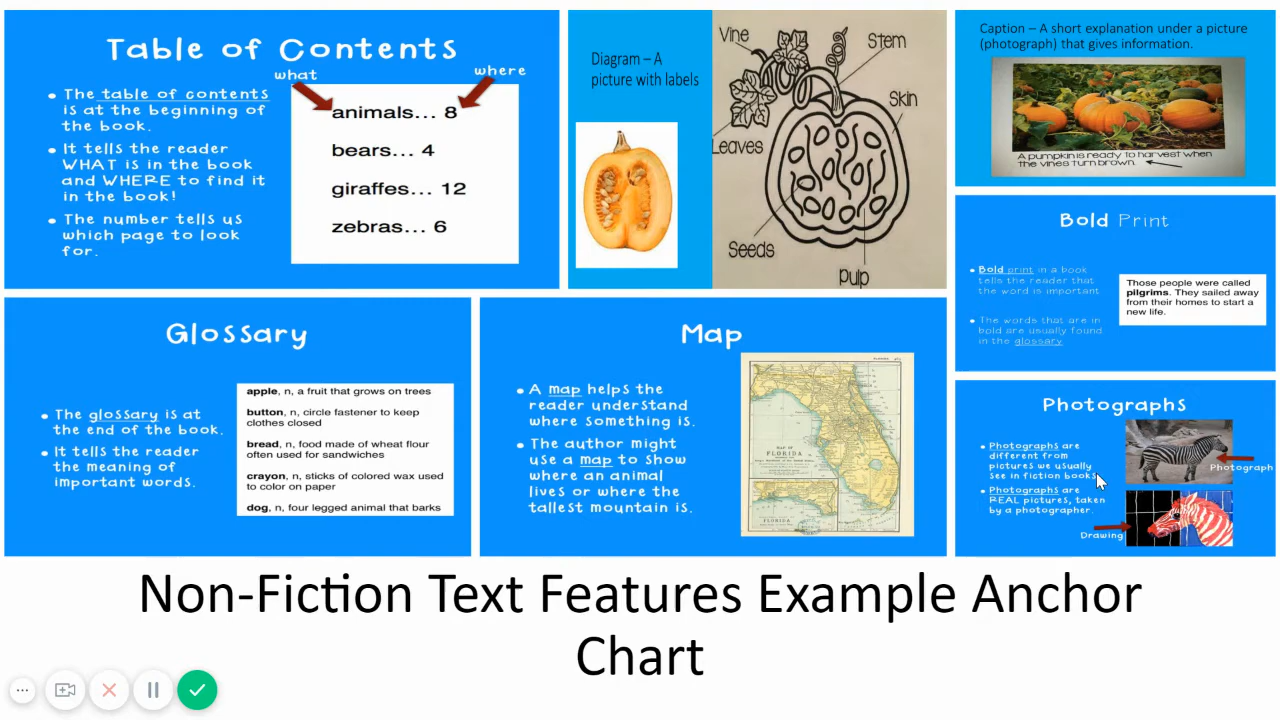 Table of Contents
what
where
The table of contents
is at the beginning of
the book.
It tells the reader
WHAT is in the book
and WHERE to find it
in the book!
The number tells us
which page to look
for.
animals... 8
bears... 4
giraffes... 12
zebras... 6
Diagram – A
picture with labels
Vine
Stem
Skin
Leaves
Seeds
pulp
Caption – A short explanation under a picture
(photograph) that gives information.
A pumpkin is ready to harvest when
the vines turn brown.
Bold Print
Bold print in a book
tells the reader that
the word is important
The words that are in
bold are usually found
in the glossary
Those people were called
pilgrims. They sailed away
from their homes to start a
new life.
Glossary
The glossary is at
the end of the book.
It tells the reader
the meaning of
important words.
apple, n, a fruit that grows on trees
button, n, circle fastener to keep
clothes closed
bread, n, food made of wheat flour
often used for sandwiches
crayon, n, sticks of colored wax used
to color on paper
dog, n, four legged animal that barks
Map
A map helps the
reader understand
where something is.
The author might
use a map to show
where an animal
lives or where the
tallest mountain is.
MAP OF
FLORIDA
FLORIDA
Photographs
Photographs are
different from
pictures we usually
see in fiction books
Photographs are
REAL pictures, taken
by a photographer.
Photograph
Drawing
Non-Fiction Text Features Example Anchor
Chart